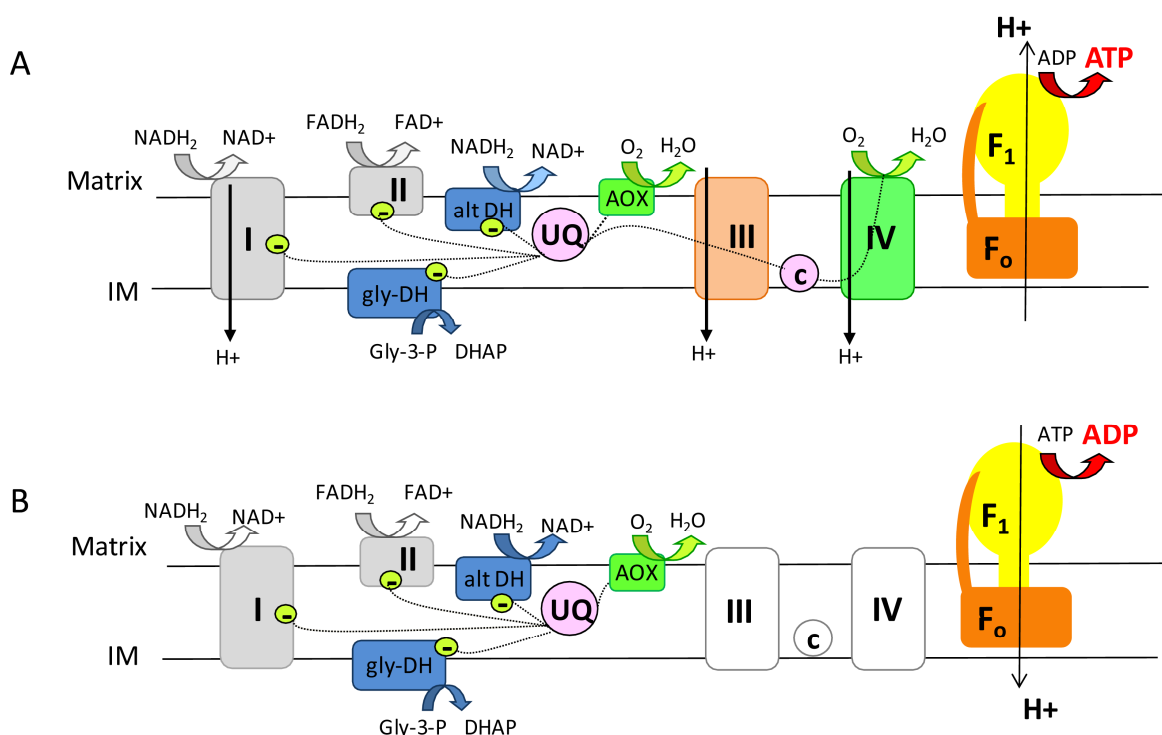 A
H+
ADP ATP
NADH2 NAD+
FADH2 FAD+
NADH2 NAD+
O2 H2O
O2 H2O
Matrix
I
II
alt DH
UQ
AOX
III
IV
F1
Fo
c
gly-DH
IM
Gly-3-P DHAP
H+
H+
H+
B
ATP ADP
NADH2 NAD+
FADH2 FAD+
NADH2 NAD+
O2 H2O
Matrix
I
II
alt DH
UQ
AOX
III
IV
F1
Fo
c
gly-DH
IM
Gly-3-P DHAP
H+